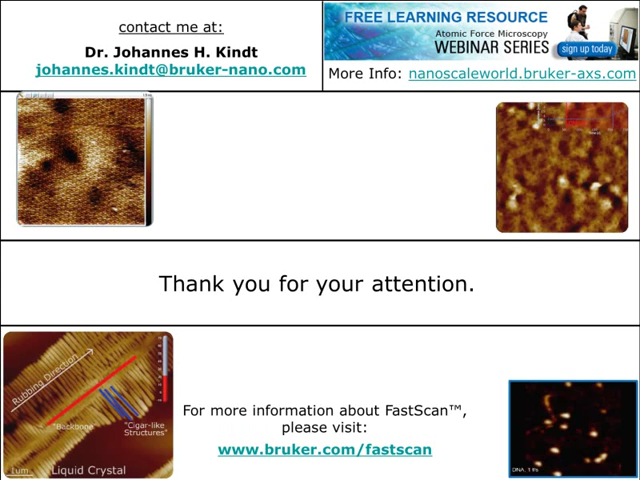 contact me at:
Dr. Johannes H. Kindt
johannes.kindt@bruker-nano.com
FREE LEARNING RESOURCE
Atomic Force Microscopy
WEBINAR SERIES
sign up today
More Info: nanoscaleworld.bruker-axs.com
Thank you for your attention.
Rubbing Direction
"Backbone"
"Cigar-like
Structures"
1um
Liquid Crystal
For more information about FastScan™,
please visit:
www.bruker.com/fastscan
DNA, 1 f/s